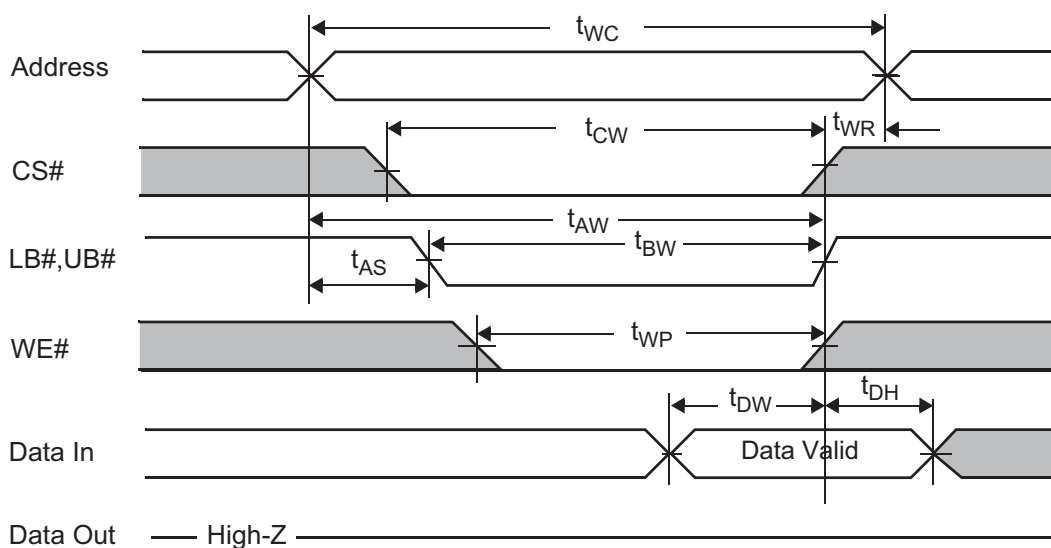 tWC
Address
tCW
tWR
CS#
tAW
tBW
LB#,UB#
tAS
tWP
WE#
tDW
tDH
Data In
Data Valid
Data Out
High-Z